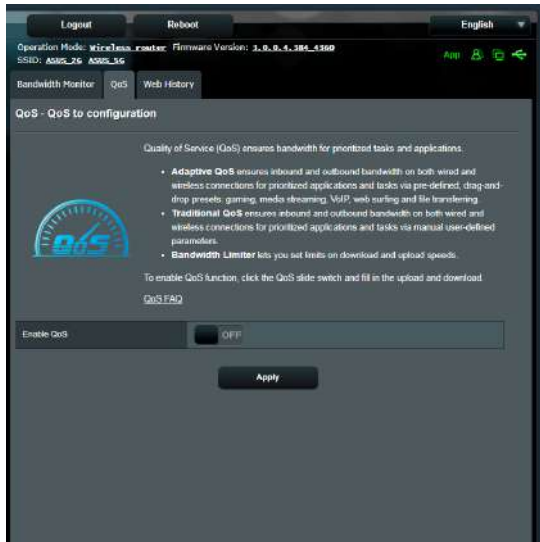 Logout Reboot English
Operation Mode: Wireless router Firmware Version: 3.0.0.4.384_4360
SSID: ASUS_2G ASUS_5G
App
Bandwidth Monitor QoS Web History
QoS - QoS to configuration
Quality of Service (QoS) ensures bandwidth for prioritized tasks and applications.
• Adaptive QoS ensures inbound and outbound bandwidth on both wired and
wireless connections for prioritized applications and tasks via pre-defined, drag-and-
drop presets: gaming, media streaming, VoIP, web surfing and file transferring.
• Traditional QoS ensures inbound and outbound bandwidth on both wired and
wireless connections for prioritized applications and tasks via manual user-defined
parameters.
• Bandwidth Limiter lets you set limits on download and upload speeds.
QoS
To enable QoS function, click the QoS slide switch and fill in the upload and download.
QoS FAQ
Enable QoS OFF
Apply